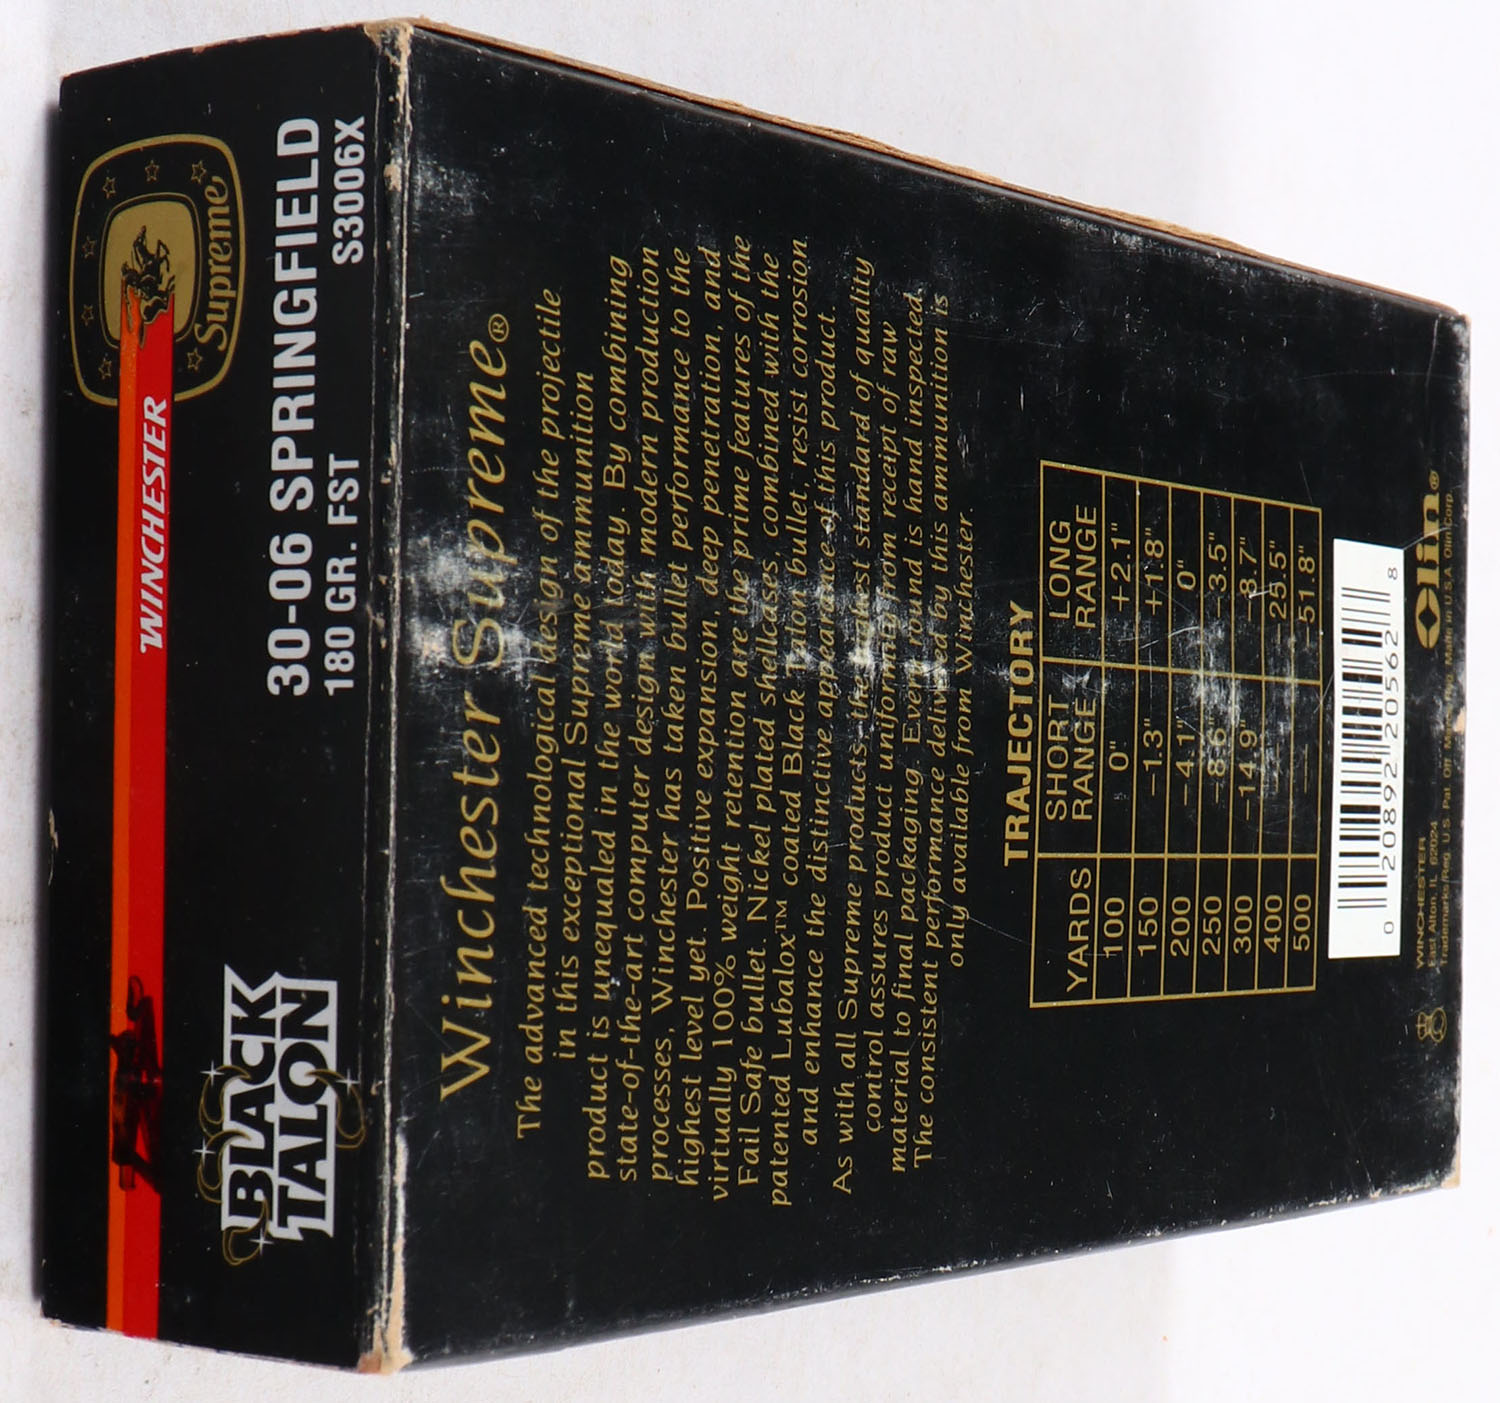 Supreme.
WINCHESTER
30-06 SPRINGFIELD
180 GR. FST S3006X
BLACK
TALON
Winchester Supreme®
The advanced technological design of the projectile
in this exceptional Supreme ammunition
product is unequaled in the world today. By combining
state-of-the-art computer design with modern production
processes, Winchester has taken bullet performance to the
highest level yet. Positive expansion, deep penetration, and
virtually 100% weight retention are the prime features of the
Fail Safe bullet. Nickel plated shellcases, combined with the
patented Lubalox™ coated Black Talon bullet, resist corrosion
and enhance the distinctive appearance of this product.
As with all Supreme products, the highest standard of quality
control assures product uniformity from receipt of raw
material to final packaging. Every round is hand inspected.
The consistent performance delivered by this ammunition is
only available from Winchester.
TRAJECTORY
YARDS SHORT RANGE LONG RANGE
100 0" +2.1"
150 –1.3" +1.8"
200 –4.1" 0"
250 –8.6" –3.5"
300 –14.9" –8.7"
400 — –25.5"
500 — –51.8"
0 20892 20562 8
WINCHESTER Olin®
East Alton, IL 62024
Trademarks/Reg. U.S. Pat. Off. Made in U.S.A. Olin Corp.